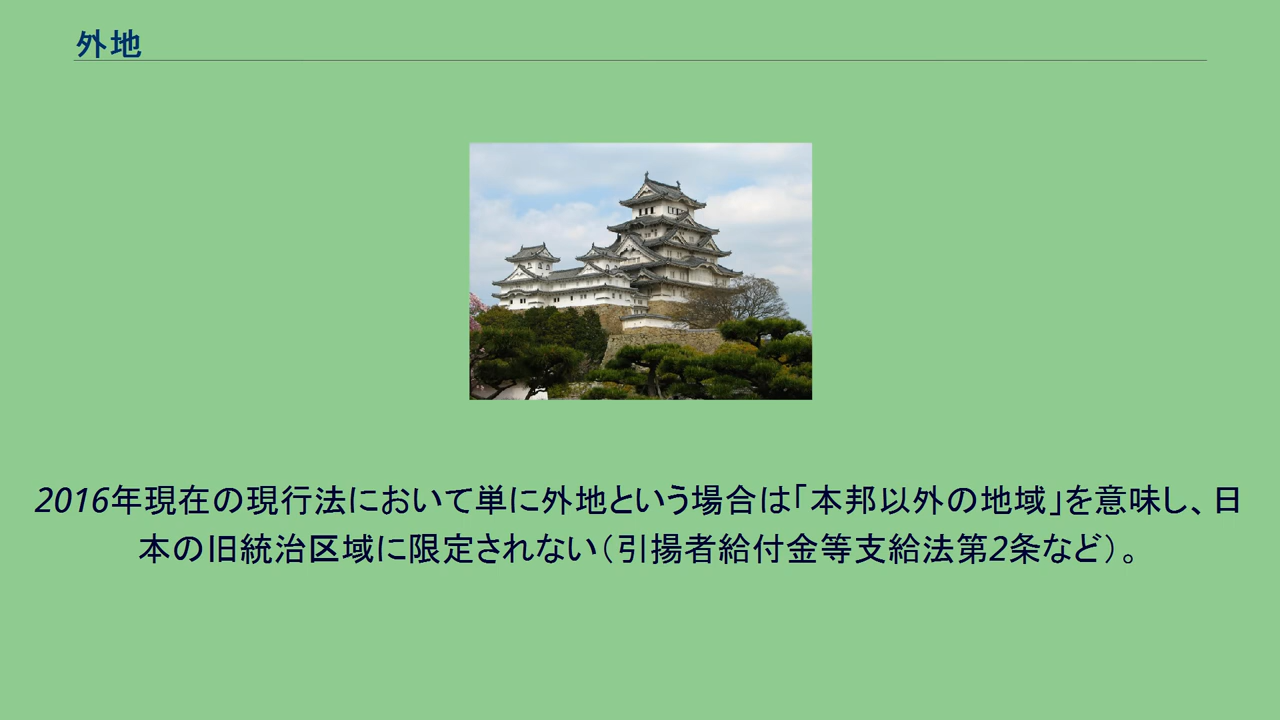 外地
2016年現在の現行法において単に外地という場合は「本邦以外の地域」を意味し、日
本の旧統治区域に限定されない（引揚者給付金等支給法第2条など）。